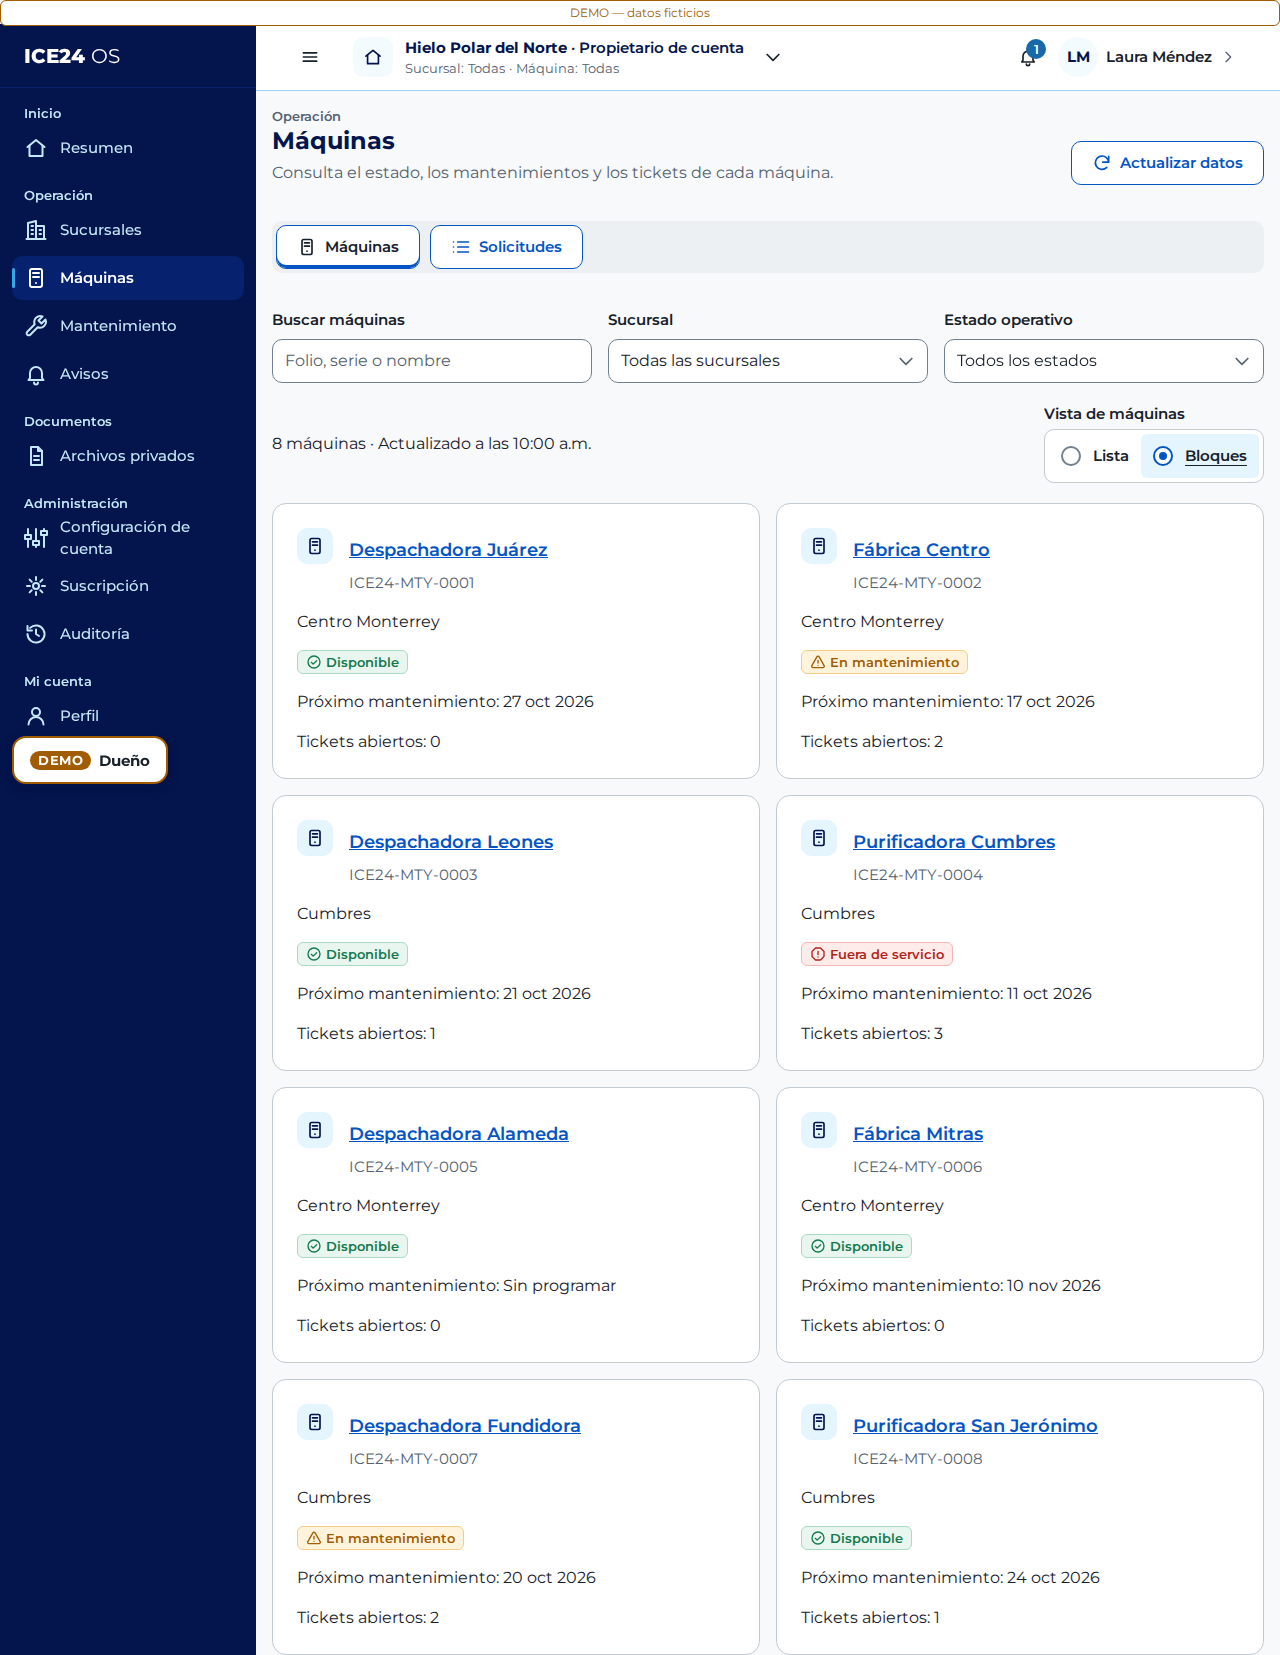 DEMO — datos ficticios
ICE24 OS
Inicio
Resumen
Operación
Sucursales
Máquinas
Mantenimiento
Avisos
Documentos
Archivos privados
Administración
Configuración de
cuenta
Suscripción
Auditoría
Mi cuenta
Perfil
DEMO Dueño
Hielo Polar del Norte · Propietario de cuenta
Sucursal: Todas · Máquina: Todas
1
LM Laura Méndez
Operación
Máquinas
Consulta el estado, los mantenimientos y los tickets de cada máquina.
Actualizar datos
Máquinas
Solicitudes
Buscar máquinas
Folio, serie o nombre
Sucursal
Todas las sucursales
Estado operativo
Todos los estados
8 máquinas · Actualizado a las 10:00 a.m.
Vista de máquinas
Lista
Bloques
Despachadora Juárez
ICE24-MTY-0001
Centro Monterrey
Disponible
Próximo mantenimiento: 27 oct 2026
Tickets abiertos: 0
Fábrica Centro
ICE24-MTY-0002
Centro Monterrey
En mantenimiento
Próximo mantenimiento: 17 oct 2026
Tickets abiertos: 2
Despachadora Leones
ICE24-MTY-0003
Cumbres
Disponible
Próximo mantenimiento: 21 oct 2026
Tickets abiertos: 1
Purificadora Cumbres
ICE24-MTY-0004
Cumbres
Fuera de servicio
Próximo mantenimiento: 11 oct 2026
Tickets abiertos: 3
Despachadora Alameda
ICE24-MTY-0005
Centro Monterrey
Disponible
Próximo mantenimiento: Sin programar
Tickets abiertos: 0
Fábrica Mitras
ICE24-MTY-0006
Centro Monterrey
Disponible
Próximo mantenimiento: 10 nov 2026
Tickets abiertos: 0
Despachadora Fundidora
ICE24-MTY-0007
Cumbres
En mantenimiento
Próximo mantenimiento: 20 oct 2026
Tickets abiertos: 2
Purificadora San Jerónimo
ICE24-MTY-0008
Cumbres
Disponible
Próximo mantenimiento: 24 oct 2026
Tickets abiertos: 1